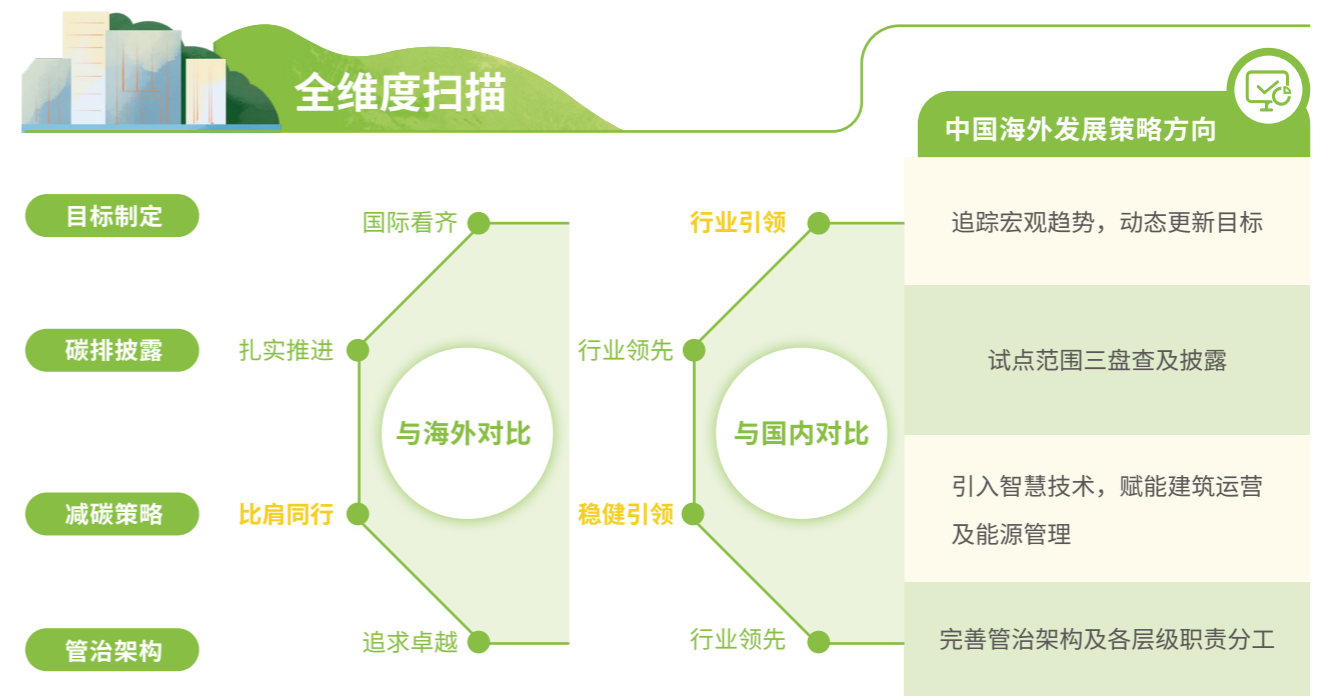 全维度扫描
中国海外发展策略方向
目标制定
国际看齐
行业引领
追踪宏观趋势，动态更新目标
碳排披露
扎实推进
行业领先
试点范围三盘查及披露
与海外对比
与国内对比
减碳策略
比肩同行
稳健引领
引入智慧技术，赋能建筑运营
及能源管理
管治架构
追求卓越
行业领先
完善管治架构及各层级职责分工